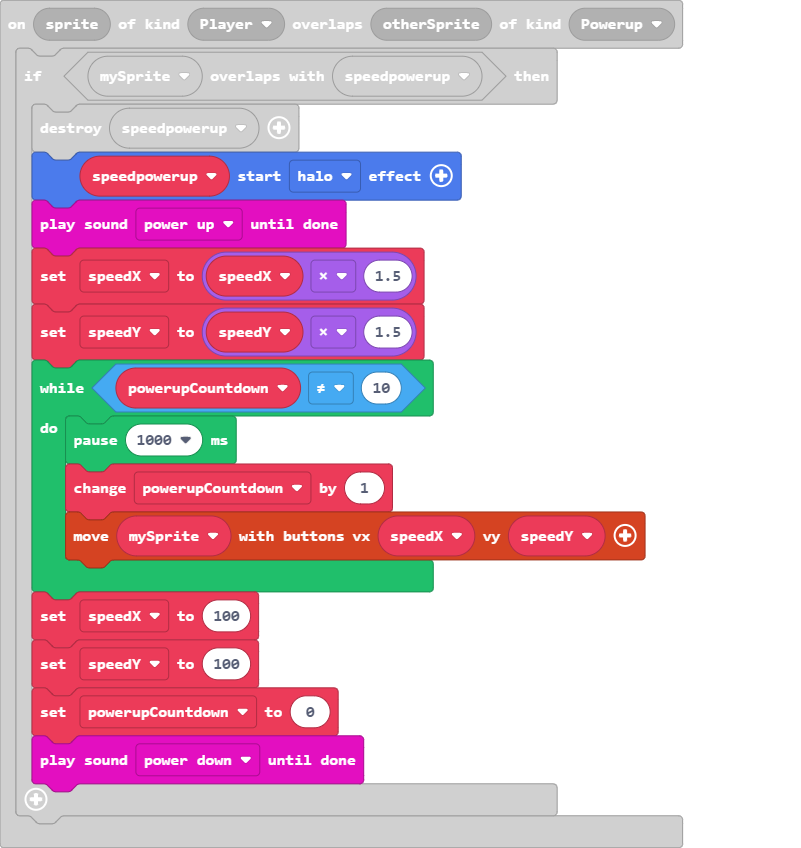 on sprite of kind Player overlaps otherSprite of kind Powerup
if mySprite overlaps with speedpowerup then
destroy speedpowerup
speedpowerup start halo effect
play sound power up until done
set speedX to speedX × 1.5
set speedY to speedY × 1.5
while powerupCountdown ≠ 10
do
pause 1000 ms
change powerupCountdown by 1
move mySprite with buttons vx speedX vy speedY
set speedX to 100
set speedY to 100
set powerupCountdown to 0
play sound power down until done